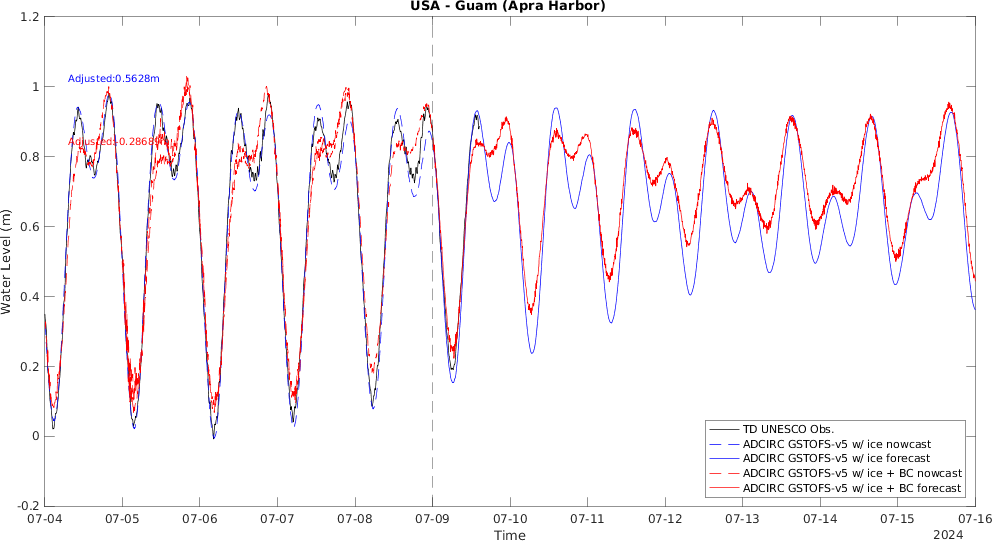 USA - Guam (Apra Harbor)
1.2
1
0.8
0.6
0.4
0.2
0
-0.2
Water Level (m)
Adjusted:0.5628m
Adjusted:-0.2868
TD UNESCO Obs.
ADCIRC GSTOFS-v5 w/ ice nowcast
ADCIRC GSTOFS-v5 w/ ice forecast
ADCIRC GSTOFS-v5 w/ ice + BC nowcast
ADCIRC GSTOFS-v5 w/ ice + BC forecast
07-04 07-05 07-06 07-07 07-08 07-09 07-10 07-11 07-12 07-13 07-14 07-15 07-16
Time
2024